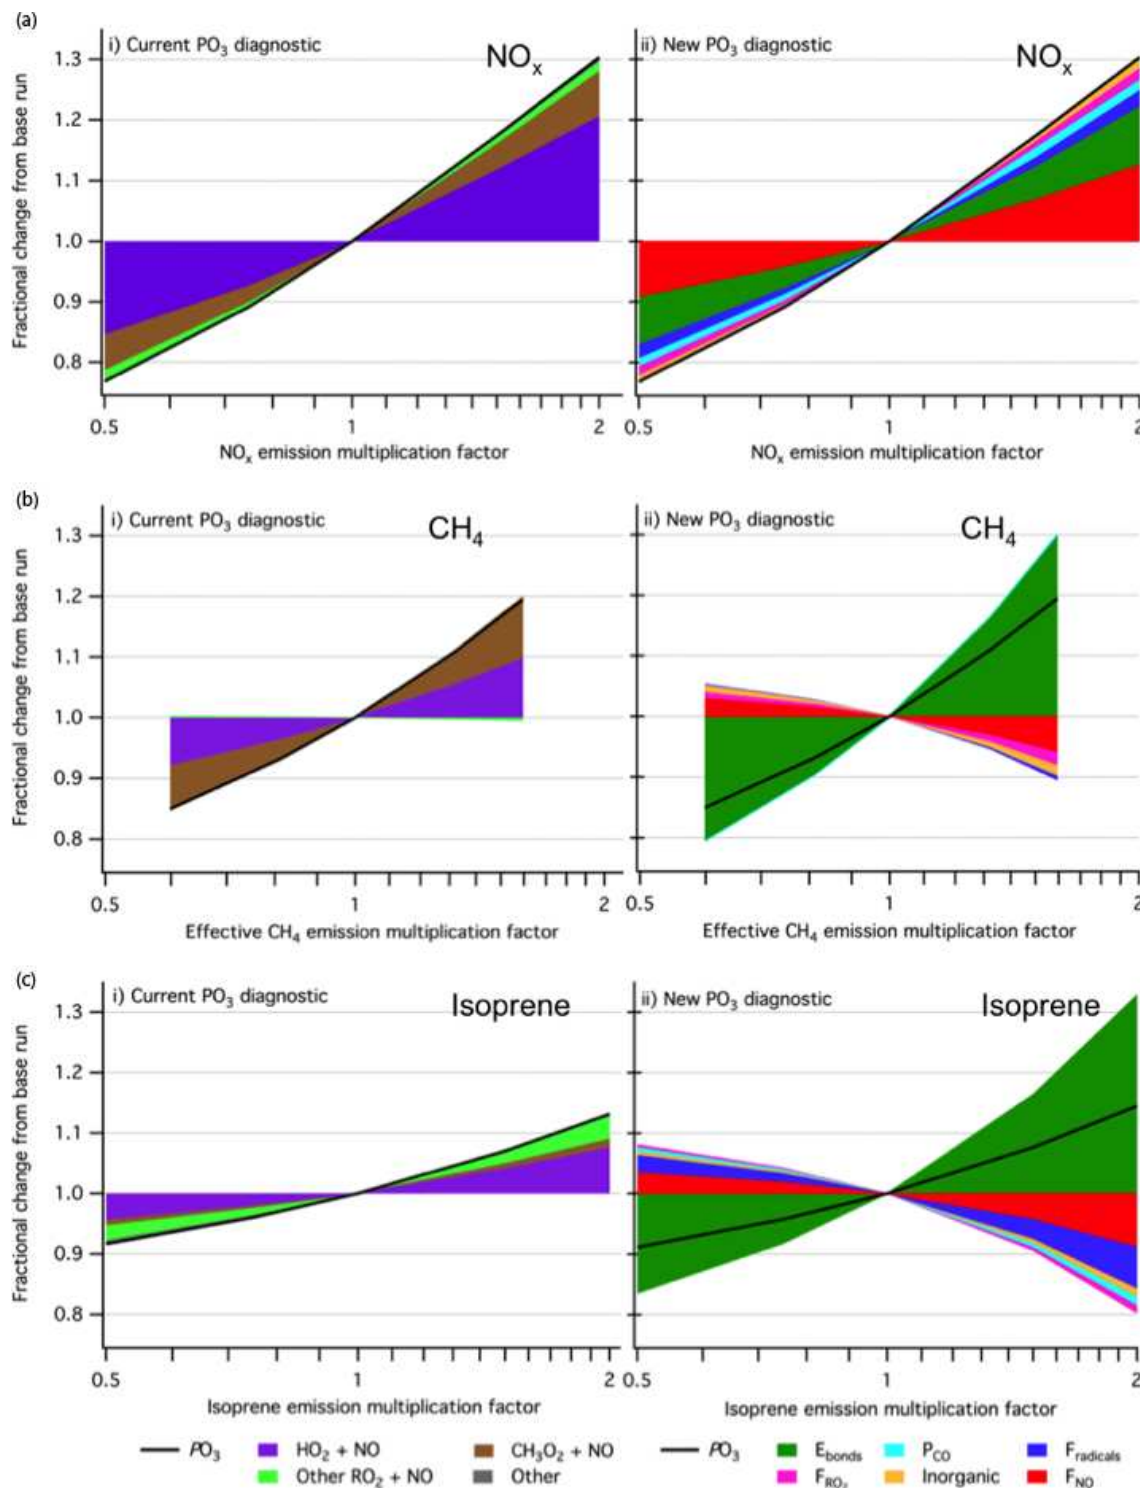 (a)
i) Current PO3 diagnostic
NOx
ii) New PO3 diagnostic
NOx
Fractional change from base run
1.3
1.2
1.1
1.0
0.9
0.8
0.5 1 2
0.5 1 2
NOx emission multiplication factor
NOx emission multiplication factor
(b)
i) Current PO3 diagnostic
CH4
ii) New PO3 diagnostic
CH4
Fractional change from base run
1.3
1.2
1.1
1.0
0.9
0.8
0.5 1 2
0.5 1 2
Effective CH4 emission multiplication factor
Effective CH4 emission multiplication factor
(c)
i) Current PO3 diagnostic
Isoprene
ii) New PO3 diagnostic
Isoprene
Fractional change from base run
1.3
1.2
1.1
1.0
0.9
0.8
0.5 1 2
0.5 1 2
Isoprene emission multiplication factor
Isoprene emission multiplication factor
PO3 HO2 + NO CH3O2 + NO
Other RO2 + NO Other
PO3 Ebonds PCO Fradicals
FRO2 Inorganic FNO